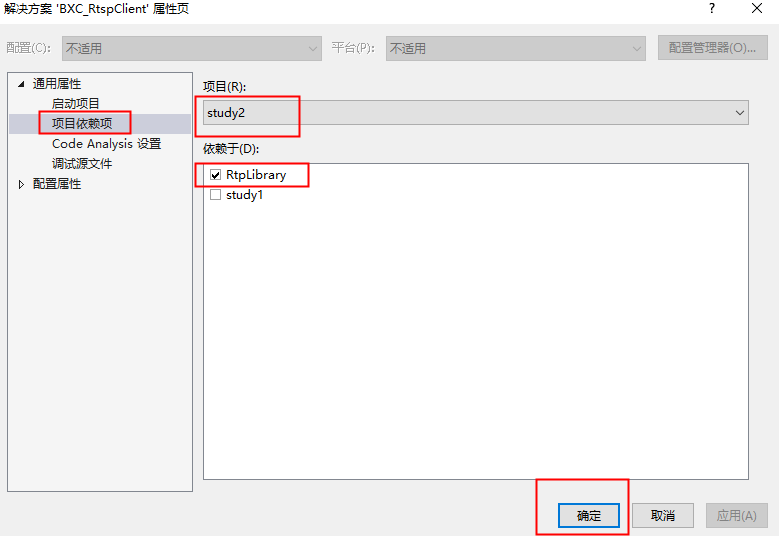 解决方案 'BXC_RtspClient' 属性页
?
配置(C): 不适用 平台(P): 不适用 配置管理器(O)...
通用属性
启动项目
项目依赖项
Code Analysis 设置
调试源文件
配置属性
项目(R):
study2
依赖于(D):
RtpLibrary
study1
确定 取消 应用(A)